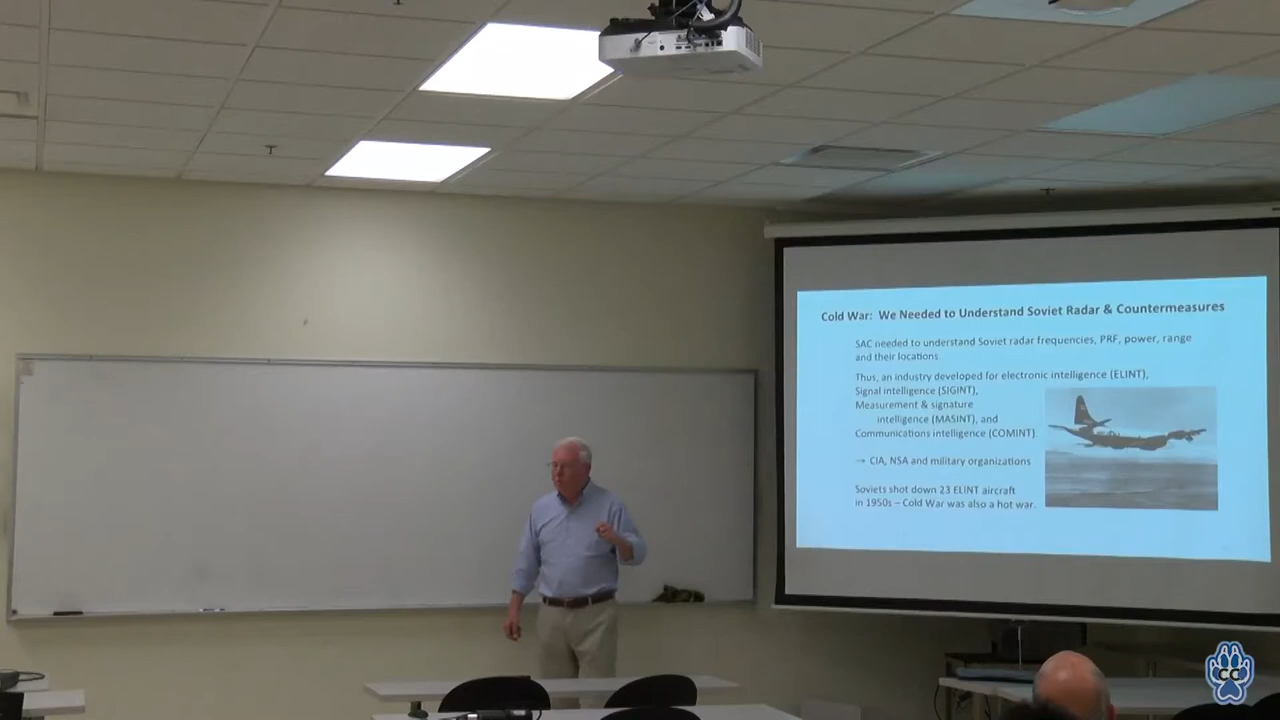 Cold War: We Needed to Understand Soviet Radar & Countermeasures
SAC needed to understand Soviet radar frequencies, PRF, power, range
and their locations.
Thus, an industry developed for electronic intelligence (ELINT),
Signal intelligence (SIGINT),
Measurement & signature
intelligence (MASINT), and
Communications intelligence (COMINT).
→ CIA, NSA and military organizations
Soviets shot down 23 ELINT aircraft
in 1950s – Cold War was also a hot war.
CC